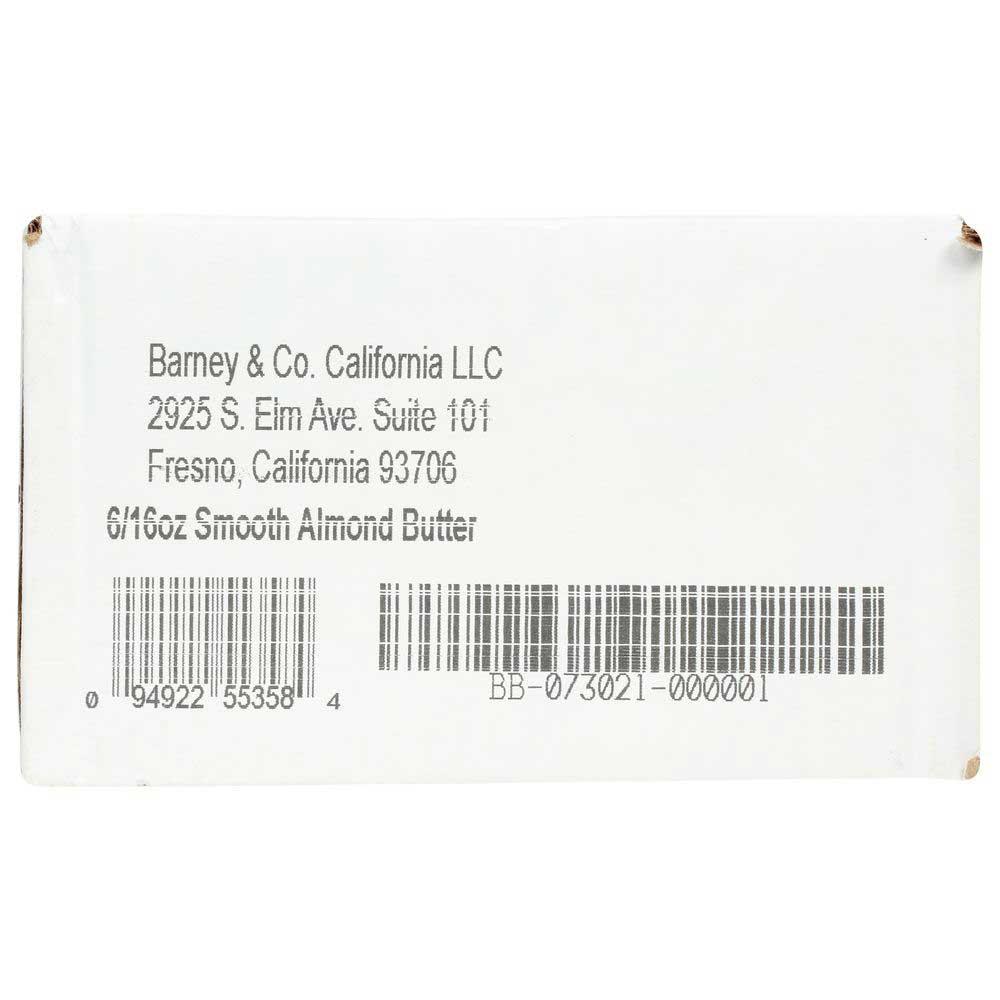 Barney & Co. California LLC
2925 S. Elm Ave. Suite 101
Fresno, California 93706
6/16oz Smooth Almond Butter
0 94922 55358 4
BB-073021-000001